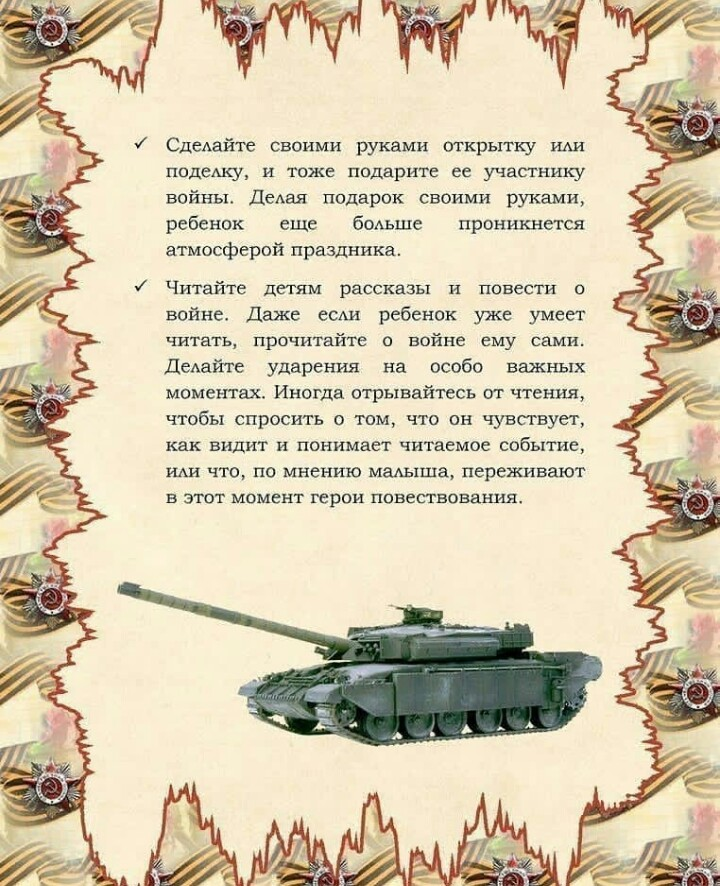 ✓ Сделайте своими руками открытку или
поделку, и тоже подарите ее участнику
войны. Делая подарок своими руками,
ребенок еще больше проникнется
атмосферой праздника.
✓ Читайте детям рассказы и повести о
войне. Даже если ребенок уже умеет
читать, прочитайте о войне ему сами.
Делайте ударения на особо важных
моментах. Иногда отрывайтесь от чтения,
чтобы спросить о том, что он чувствует,
как видит и понимает читаемое событие,
или что, по мнению малыша, переживают
в этот момент герои повествования.